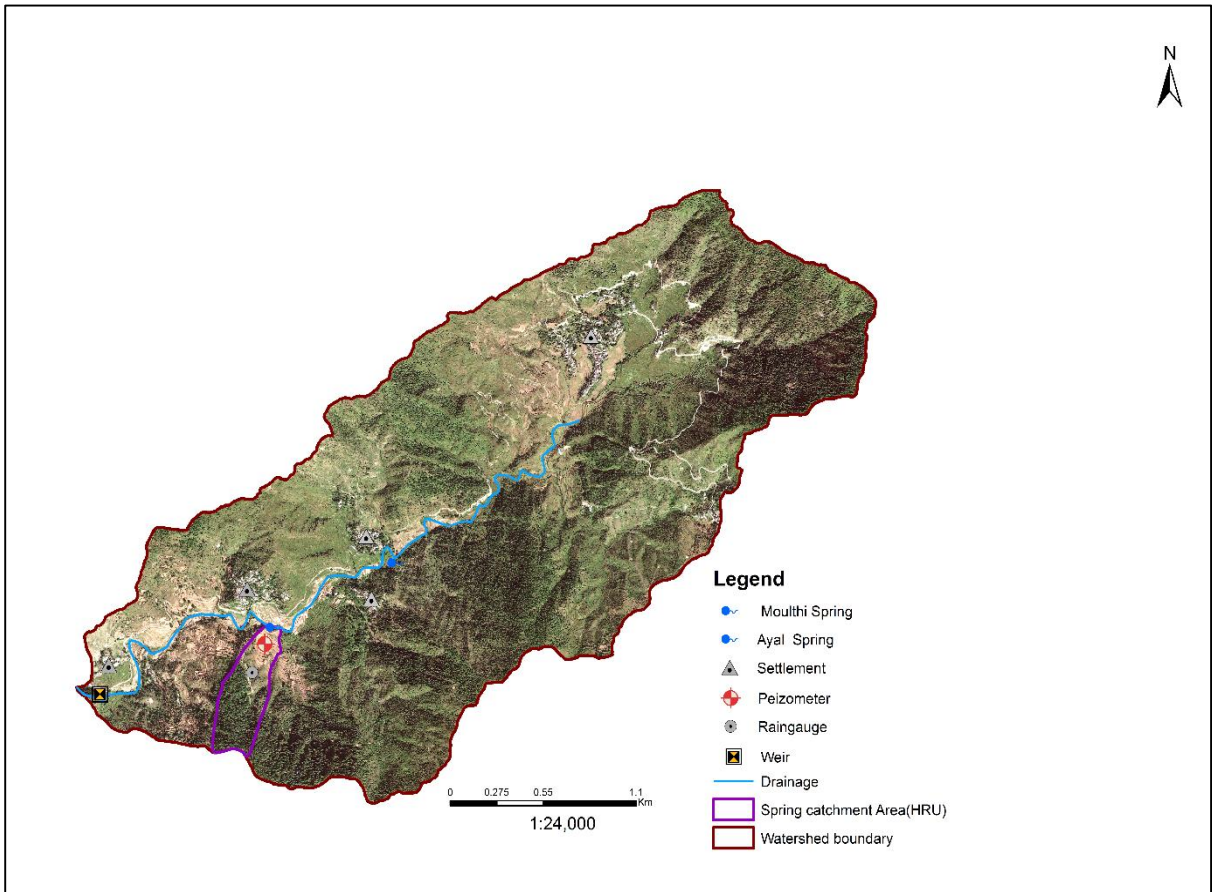 N
Legend
Moulthi Spring
Ayal Spring
Settlement
Peizometer
Raingauge
Weir
Drainage
Spring catchment Area(HRU)
Watershed boundary
0 0.275 0.55 1.1
Km
1:24,000